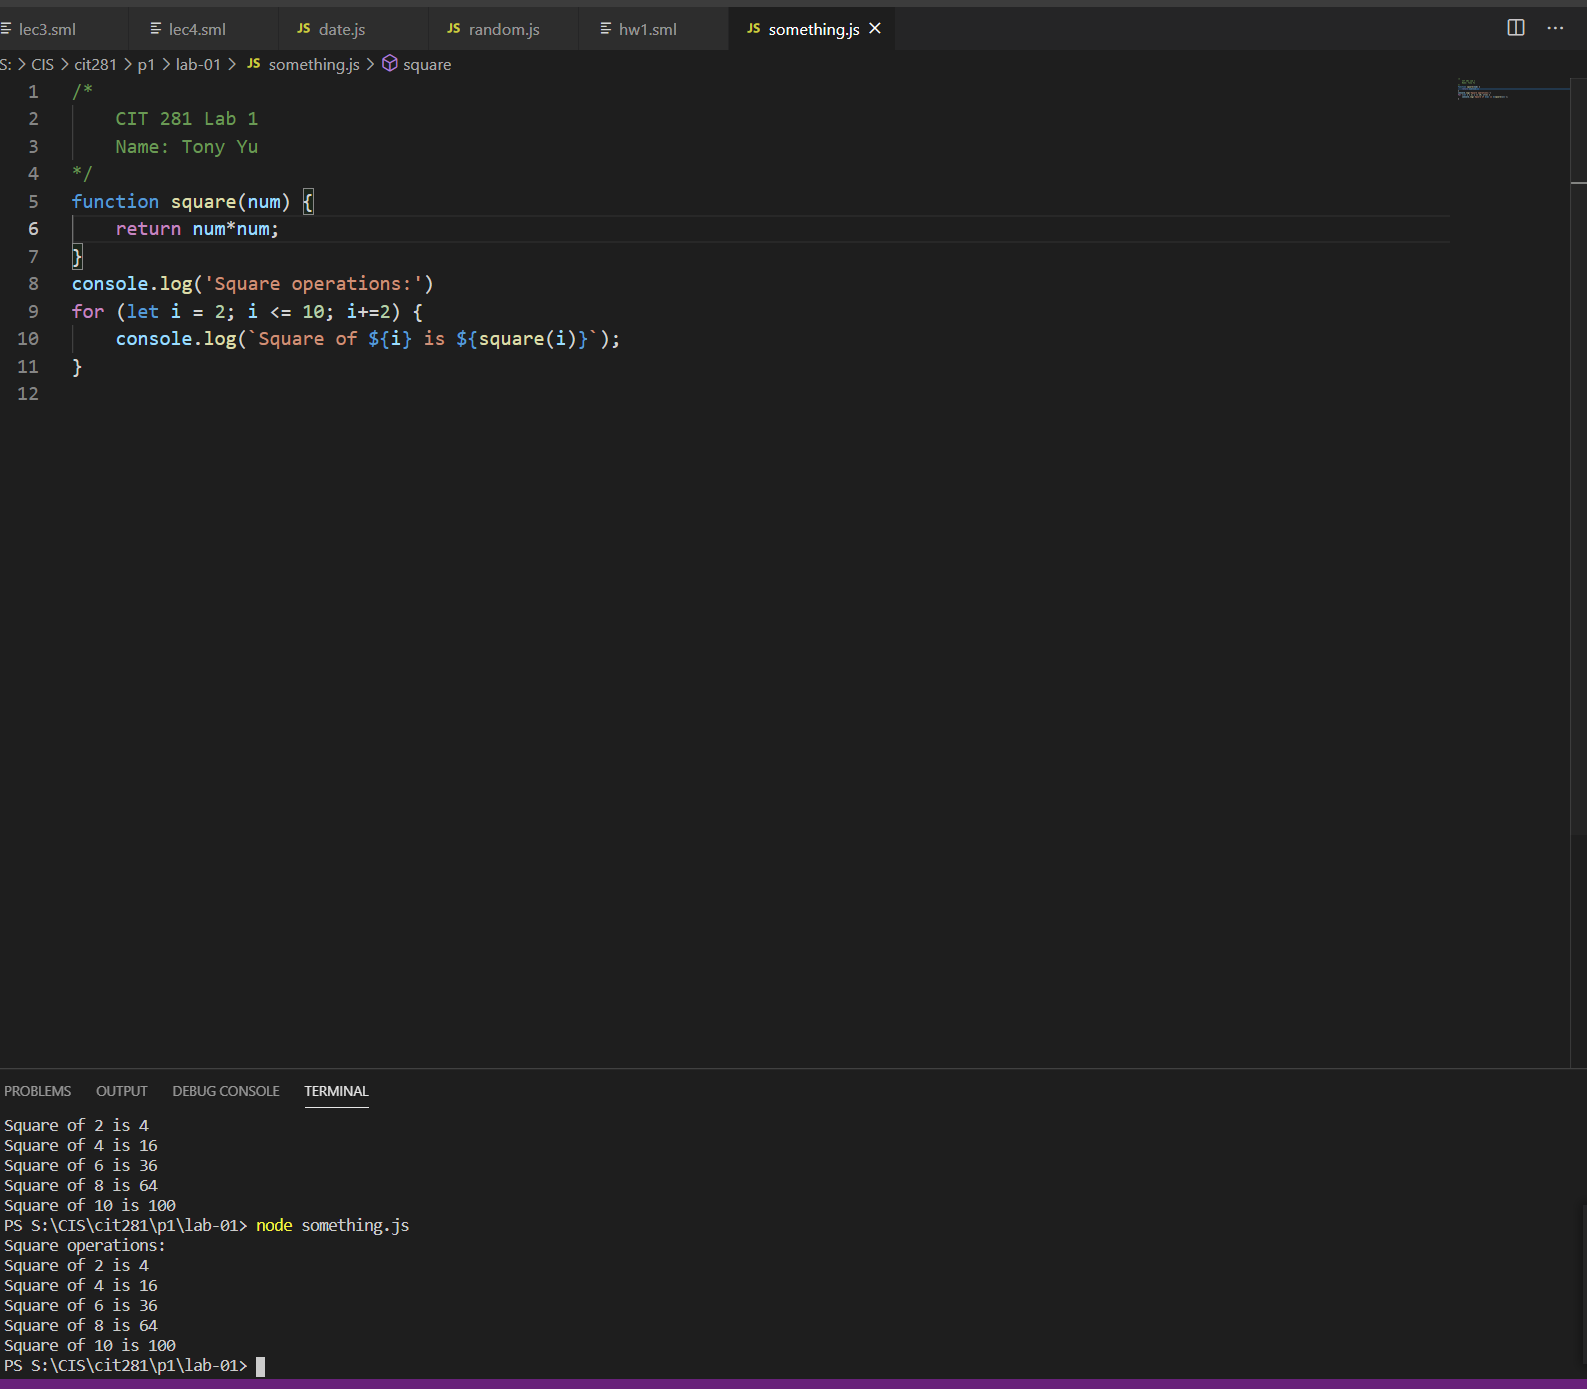 lec3.sml lec4.sml JS date.js JS random.js hw1.sml JS something.js
S: > CIS > cit281 > p1 > lab-01 > JS something.js > square
1 /*
2     CIT 281 Lab 1
3     Name: Tony Yu
4 */
5 function square(num) {
6     return num*num;
7 }
8 console.log('Square operations:')
9 for (let i = 2; i <= 10; i+=2) {
10     console.log(`Square of ${i} is ${square(i)}`);
11 }
12
PROBLEMS OUTPUT DEBUG CONSOLE TERMINAL
Square of 2 is 4
Square of 4 is 16
Square of 6 is 36
Square of 8 is 64
Square of 10 is 100
PS S:\CIS\cit281\p1\lab-01> node something.js
Square operations:
Square of 2 is 4
Square of 4 is 16
Square of 6 is 36
Square of 8 is 64
Square of 10 is 100
PS S:\CIS\cit281\p1\lab-01>